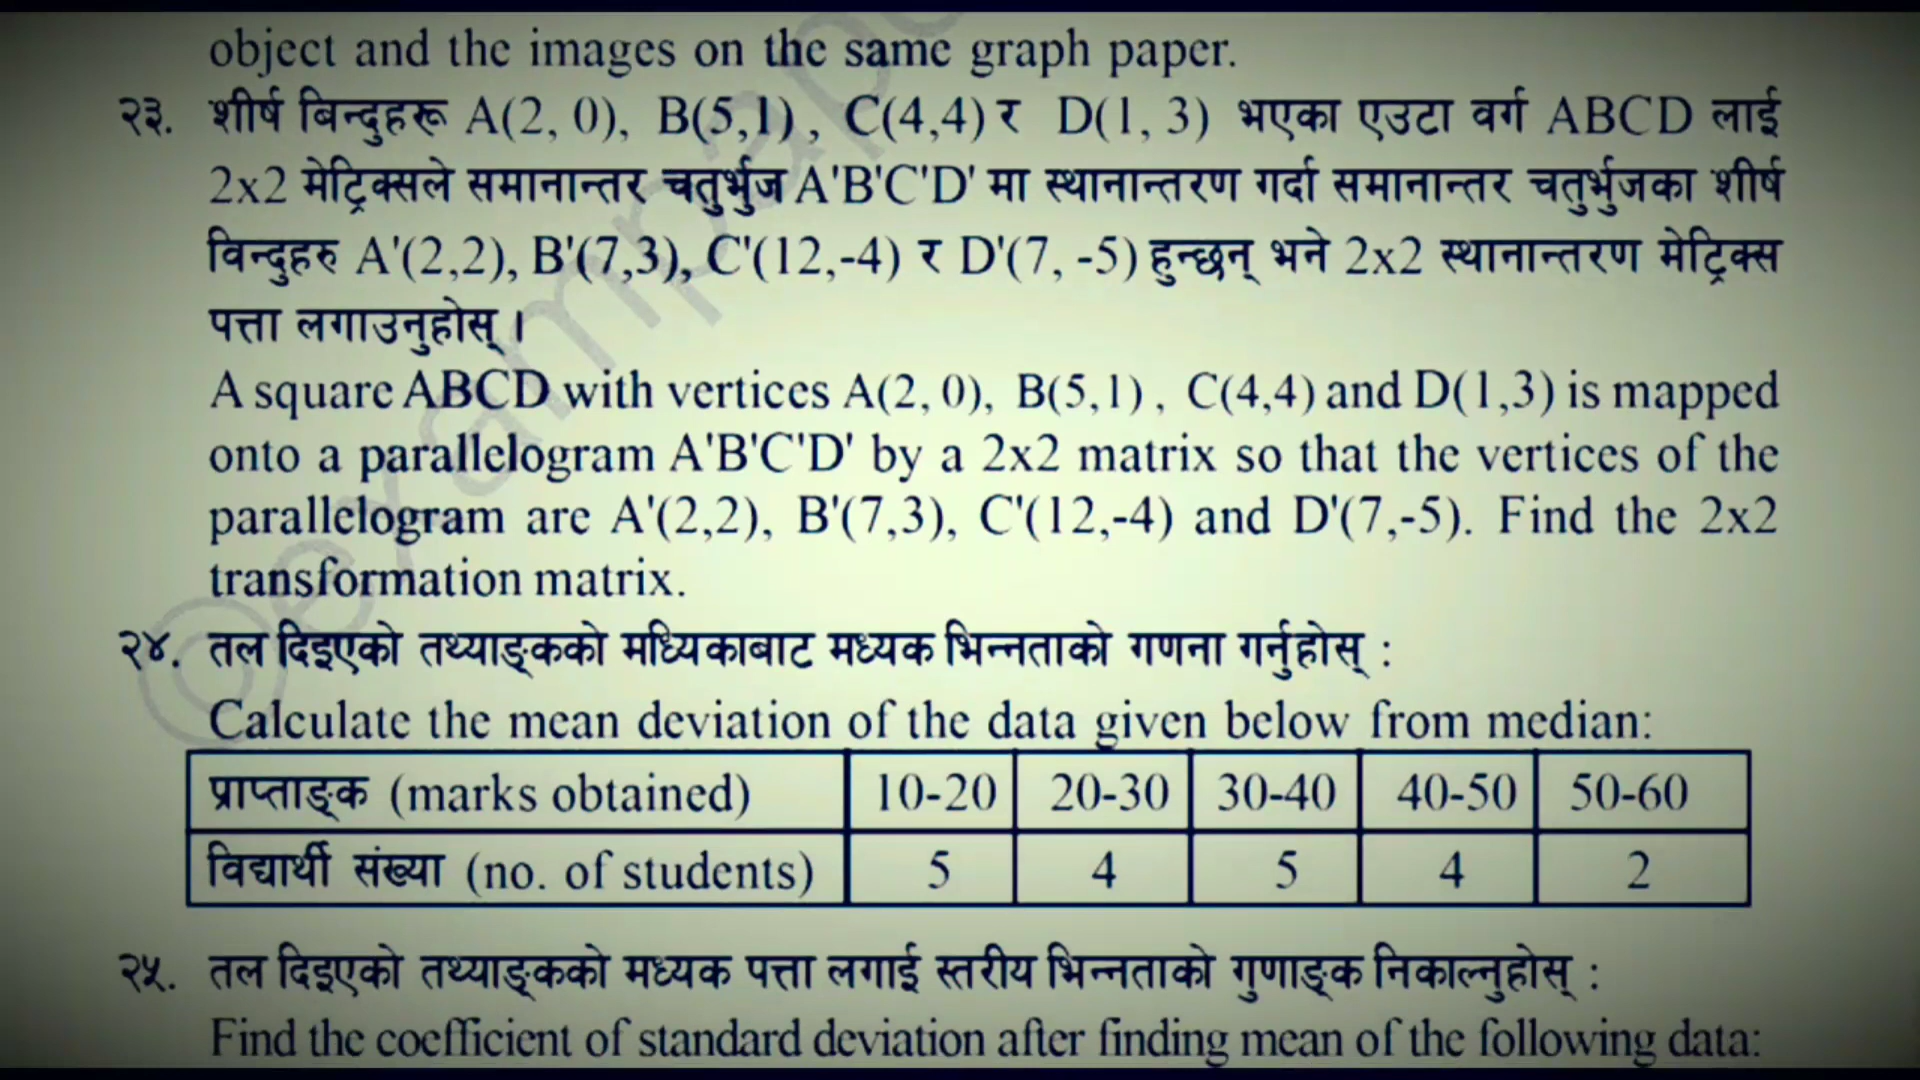 object and the images on the same graph paper.
२३. शीर्ष बिन्दुहरू A(2, 0), B(5,1), C(4,4) र D(1, 3) भएका एउटा वर्ग ABCD लाई
2x2 मेट्रिक्सले समानान्तर चतुर्भुज A'B'C'D' मा स्थानान्तरण गर्दा समानान्तर चतुर्भुजका शीर्ष
विन्दुहरु A'(2,2), B'(7,3), C'(12,-4) र D'(7, -5) हुन्छन् भने 2x2 स्थानान्तरण मेट्रिक्स
पत्ता लगाउनुहोस् ।
A square ABCD with vertices A(2, 0), B(5,1), C(4,4) and D(1,3) is mapped
onto a parallelogram A'B'C'D' by a 2x2 matrix so that the vertices of the
parallelogram are A'(2,2), B'(7,3), C'(12,-4) and D'(7,-5). Find the 2x2
transformation matrix.
२४. तल दिइएको तथ्याङ्कको मध्यिकाबाट मध्यक भिन्नताको गणना गर्नुहोस् :
Calculate the mean deviation of the data given below from median:
प्राप्ताङ्क (marks obtained) 10-20 20-30 30-40 40-50 50-60
विद्यार्थी संख्या (no. of students) 5 4 5 4 2
२५. तल दिइएको तथ्याङ्कको मध्यक पत्ता लगाई स्तरीय भिन्नताको गुणाङ्क निकाल्नुहोस् :
Find the coefficient of standard deviation after finding mean of the following data: